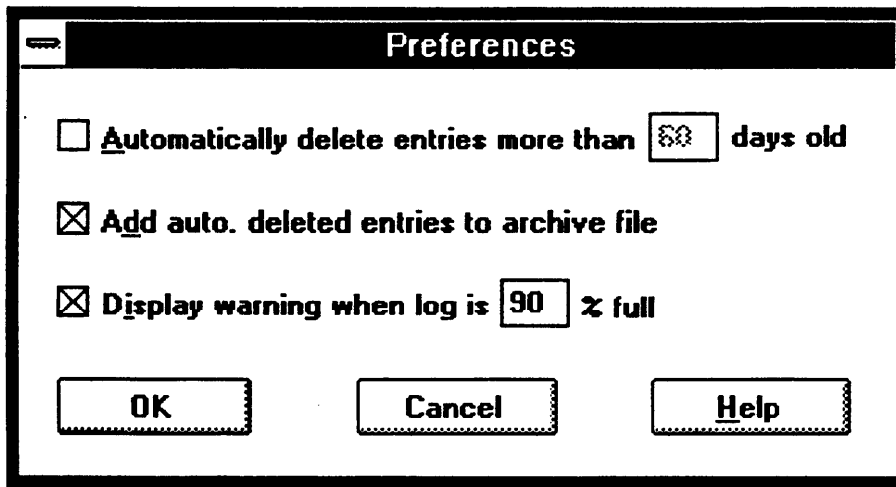 Preferences
Automatically delete entries more than 60 days old
Add auto. deleted entries to archive file
Display warning when log is 90 % full
OK Cancel Help